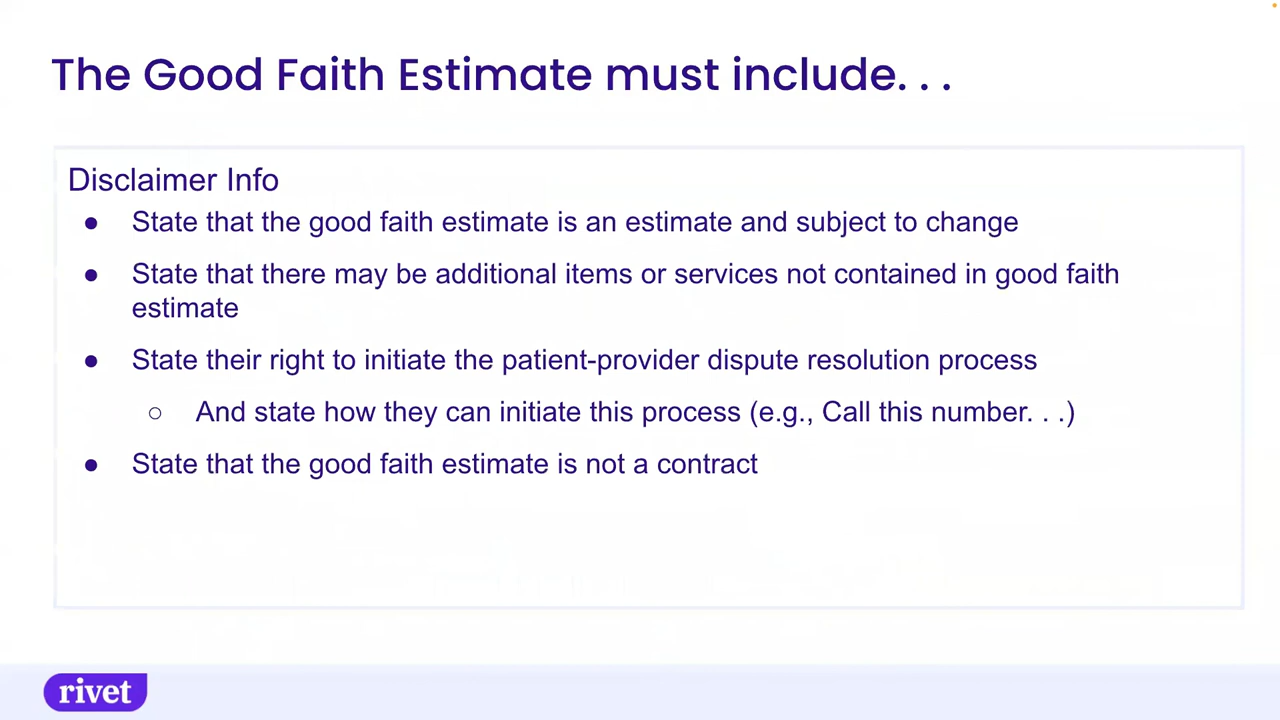 The Good Faith Estimate must include. . .
Disclaimer Info
● State that the good faith estimate is an estimate and subject to change
● State that there may be additional items or services not contained in good faith
estimate
● State their right to initiate the patient-provider dispute resolution process
○ And state how they can initiate this process (e.g., Call this number. . .)
● State that the good faith estimate is not a contract
rivet